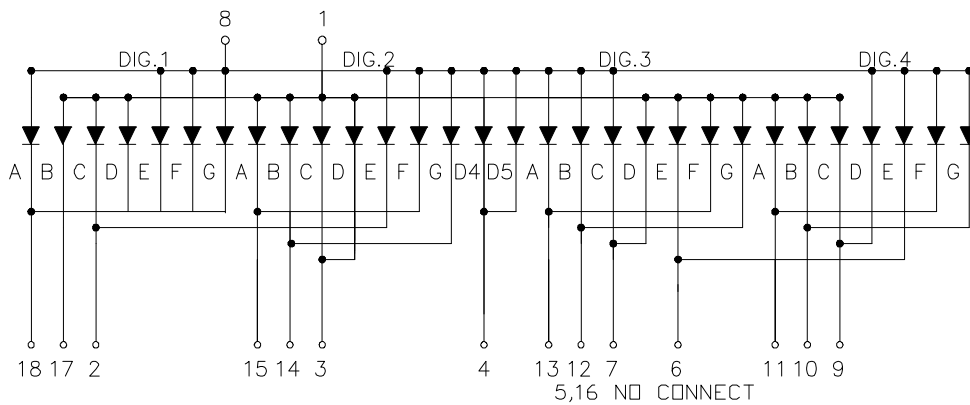 8 1
DIG.1 DIG.2 DIG.3 DIG.4
A B C D E F G A B C D E F G D4 D5 A B C D E F G A B C D E F G
18 17 2 15 14 3 4 13 12 7 6 11 10 9
5,16 NO CONNECT